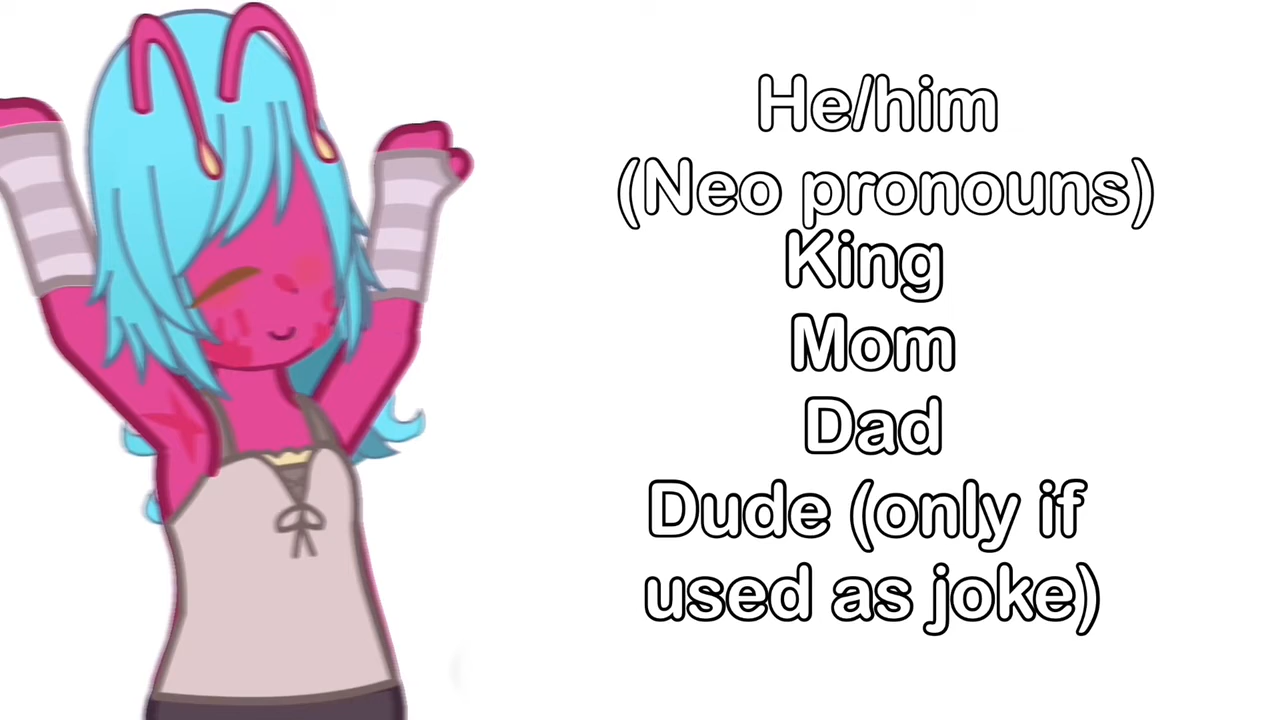 He/him
(Neo pronouns)
King
Mom
Dad
Dude (only if
used as joke)